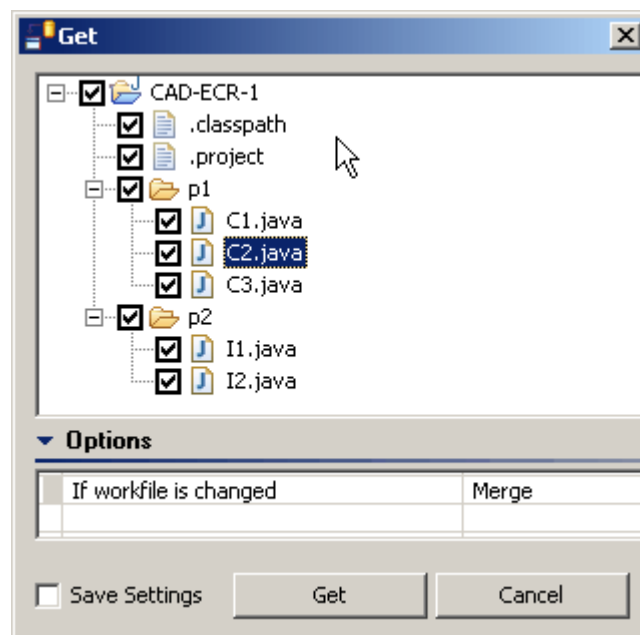 Get
CAD-ECR-1
.classpath
.project
p1
C1.java
C2.java
C3.java
p2
I1.java
I2.java
Options
If workfile is changed Merge
Save Settings Get Cancel